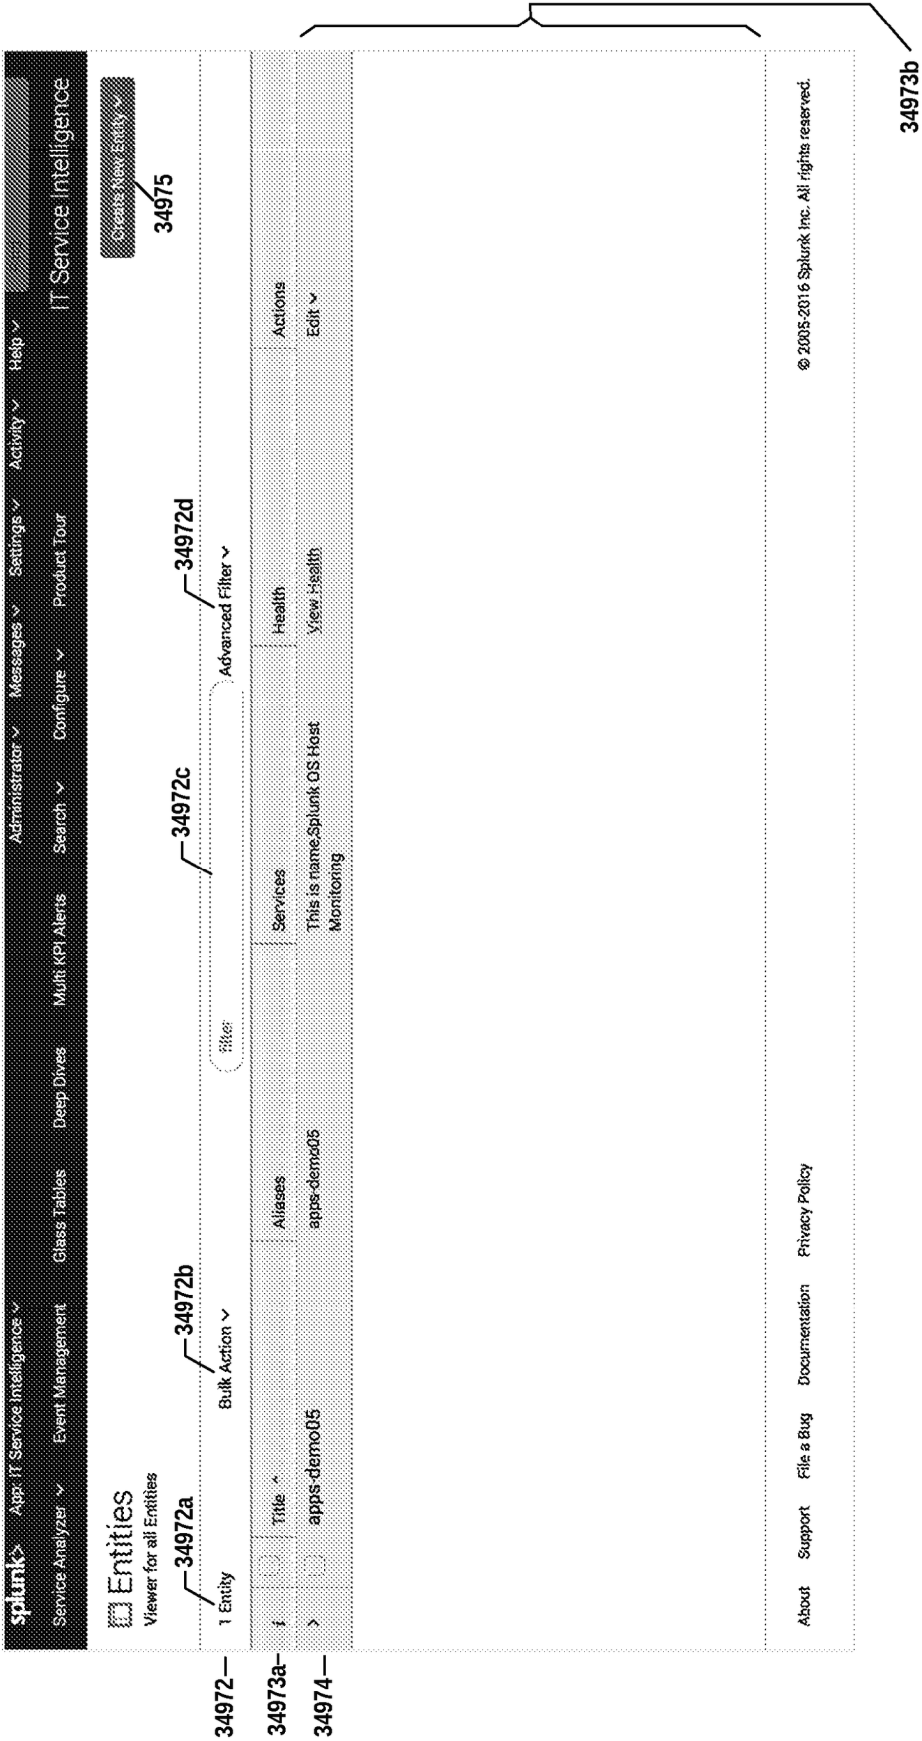 splunk> App: IT Service Intelligence Administrator Messages Settings Activity Help
Service Analyzer Event Management Glass Tables Deep Dives Multi KPI Alerts Search Configure Product Tour IT Service Intelligence
Entities
Viewer for all Entities
Create New Entity
34975
34972a
34972b
34972c
34972d
34972
1 Entity Bulk Action filter Advanced Filter
34973a
i Title Aliases Services Health Actions
34974
> apps-demo05 apps-demo05 This is name,Splunk OS Host View Health Edit
Monitoring
About Support File a Bug Documentation Privacy Policy © 2005-2016 Splunk Inc. All rights reserved.
34973b